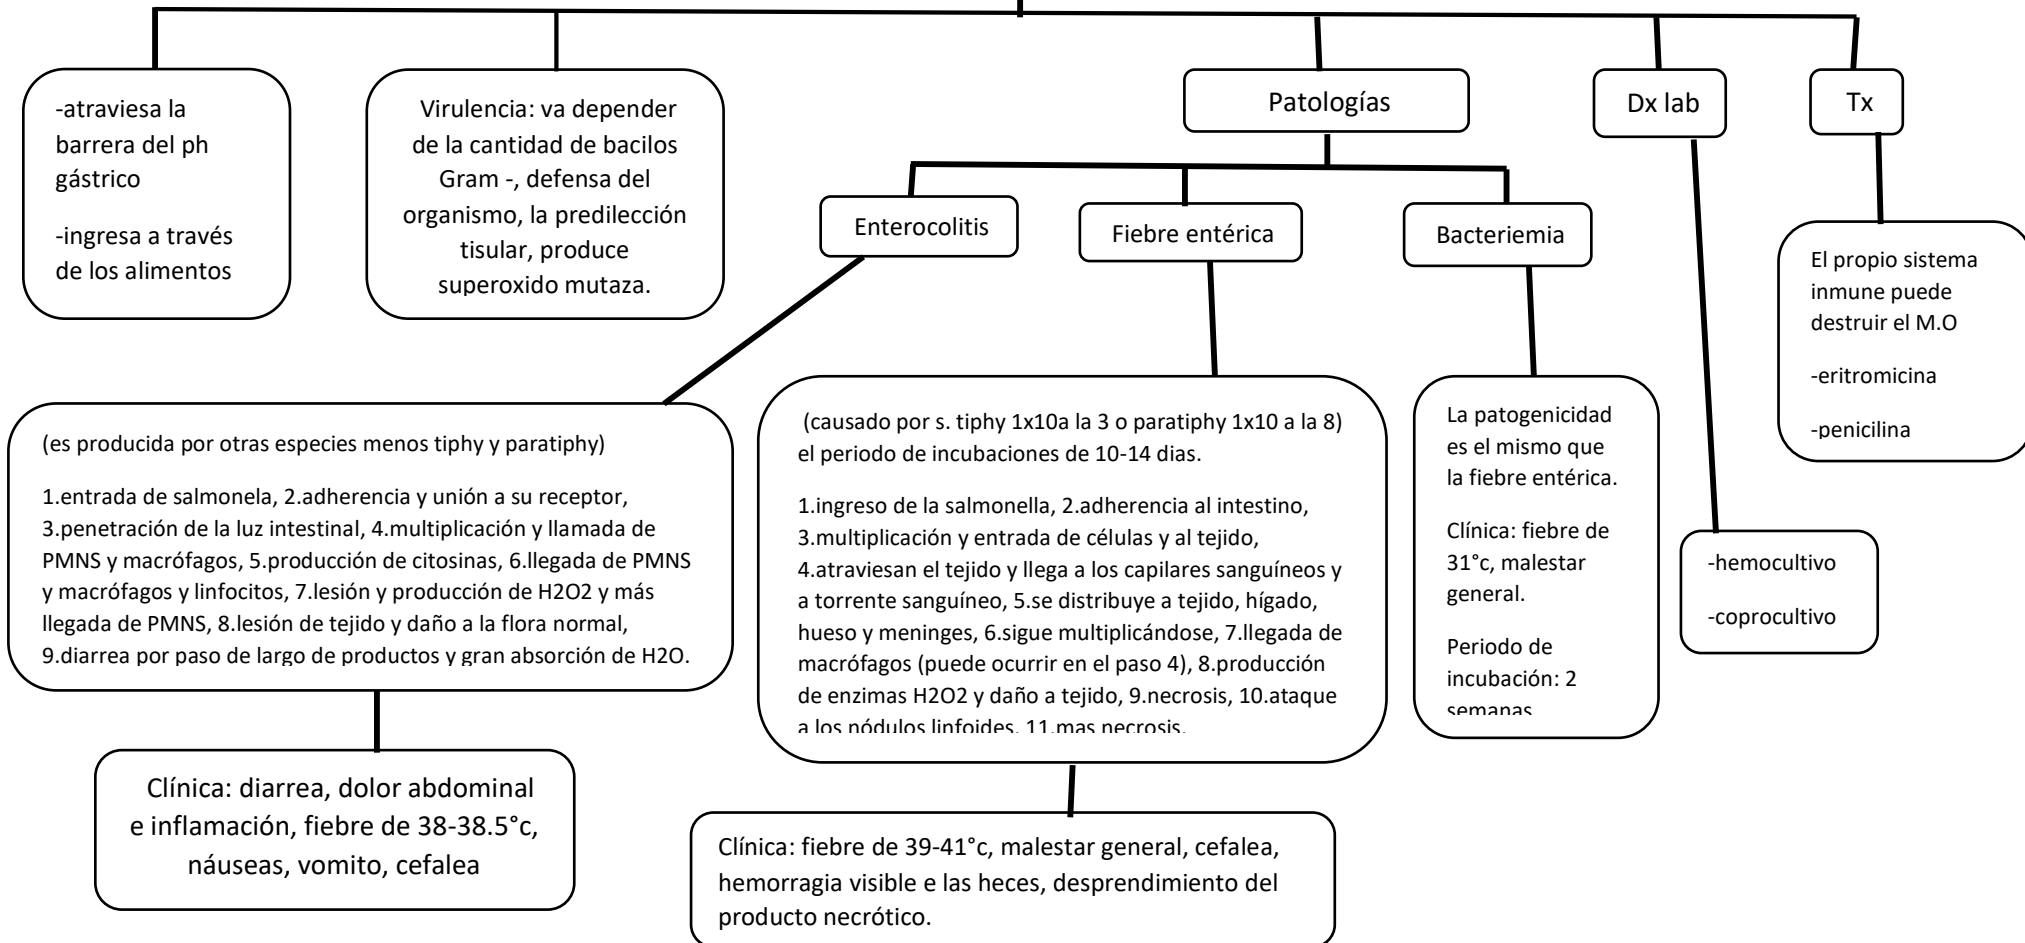 -atraviesa la
barrera del ph
gástrico
-ingresa a través
de los alimentos
Virulencia: va depender
de la cantidad de bacilos
Gram -, defensa del
organismo, la predilección
tisular, produce
superoxido mutaza.
Patologías
Dx lab
Tx
Enterocolitis
Fiebre entérica
Bacteriemia
El propio sistema
inmune puede
destruir el M.O
-eritromicina
-penicilina
(es producida por otras especies menos tiphy y paratiphy)
1.entrada de salmonela, 2.adherencia y unión a su receptor,
3.penetración de la luz intestinal, 4.multiplicación y llamada de
PMNS y macrófagos, 5.producción de citosinas, 6.llegada de PMNS
y macrófagos y linfocitos, 7.lesión y producción de H2O2 y más
llegada de PMNS, 8.lesión de tejido y daño a la flora normal,
9.diarrea por paso de largo de productos y gran absorción de H2O.
(causado por s. tiphy 1x10a la 3 o paratiphy 1x10 a la 8)
el periodo de incubaciones de 10-14 dias.
1.ingreso de la salmonella, 2.adherencia al intestino,
3.multiplicación y entrada de células y al tejido,
4.atraviesan el tejido y llega a los capilares sanguíneos y
a torrente sanguíneo, 5.se distribuye a tejido, hígado,
hueso y meninges, 6.sigue multiplicándose, 7.llegada de
macrófagos (puede ocurrir en el paso 4), 8.producción
de enzimas H2O2 y daño a tejido, 9.necrosis, 10.ataque
a los nódulos linfoides, 11.mas necrosis.
La patogenicidad
es el mismo que
la fiebre entérica.
Clínica: fiebre de
31°c, malestar
general.
Periodo de
incubación: 2
semanas
-hemocultivo
-coprocultivo
Clínica: diarrea, dolor abdominal
e inflamación, fiebre de 38-38.5°c,
náuseas, vomito, cefalea
Clínica: fiebre de 39-41°c, malestar general, cefalea,
hemorragia visible e las heces, desprendimiento del
producto necrótico.